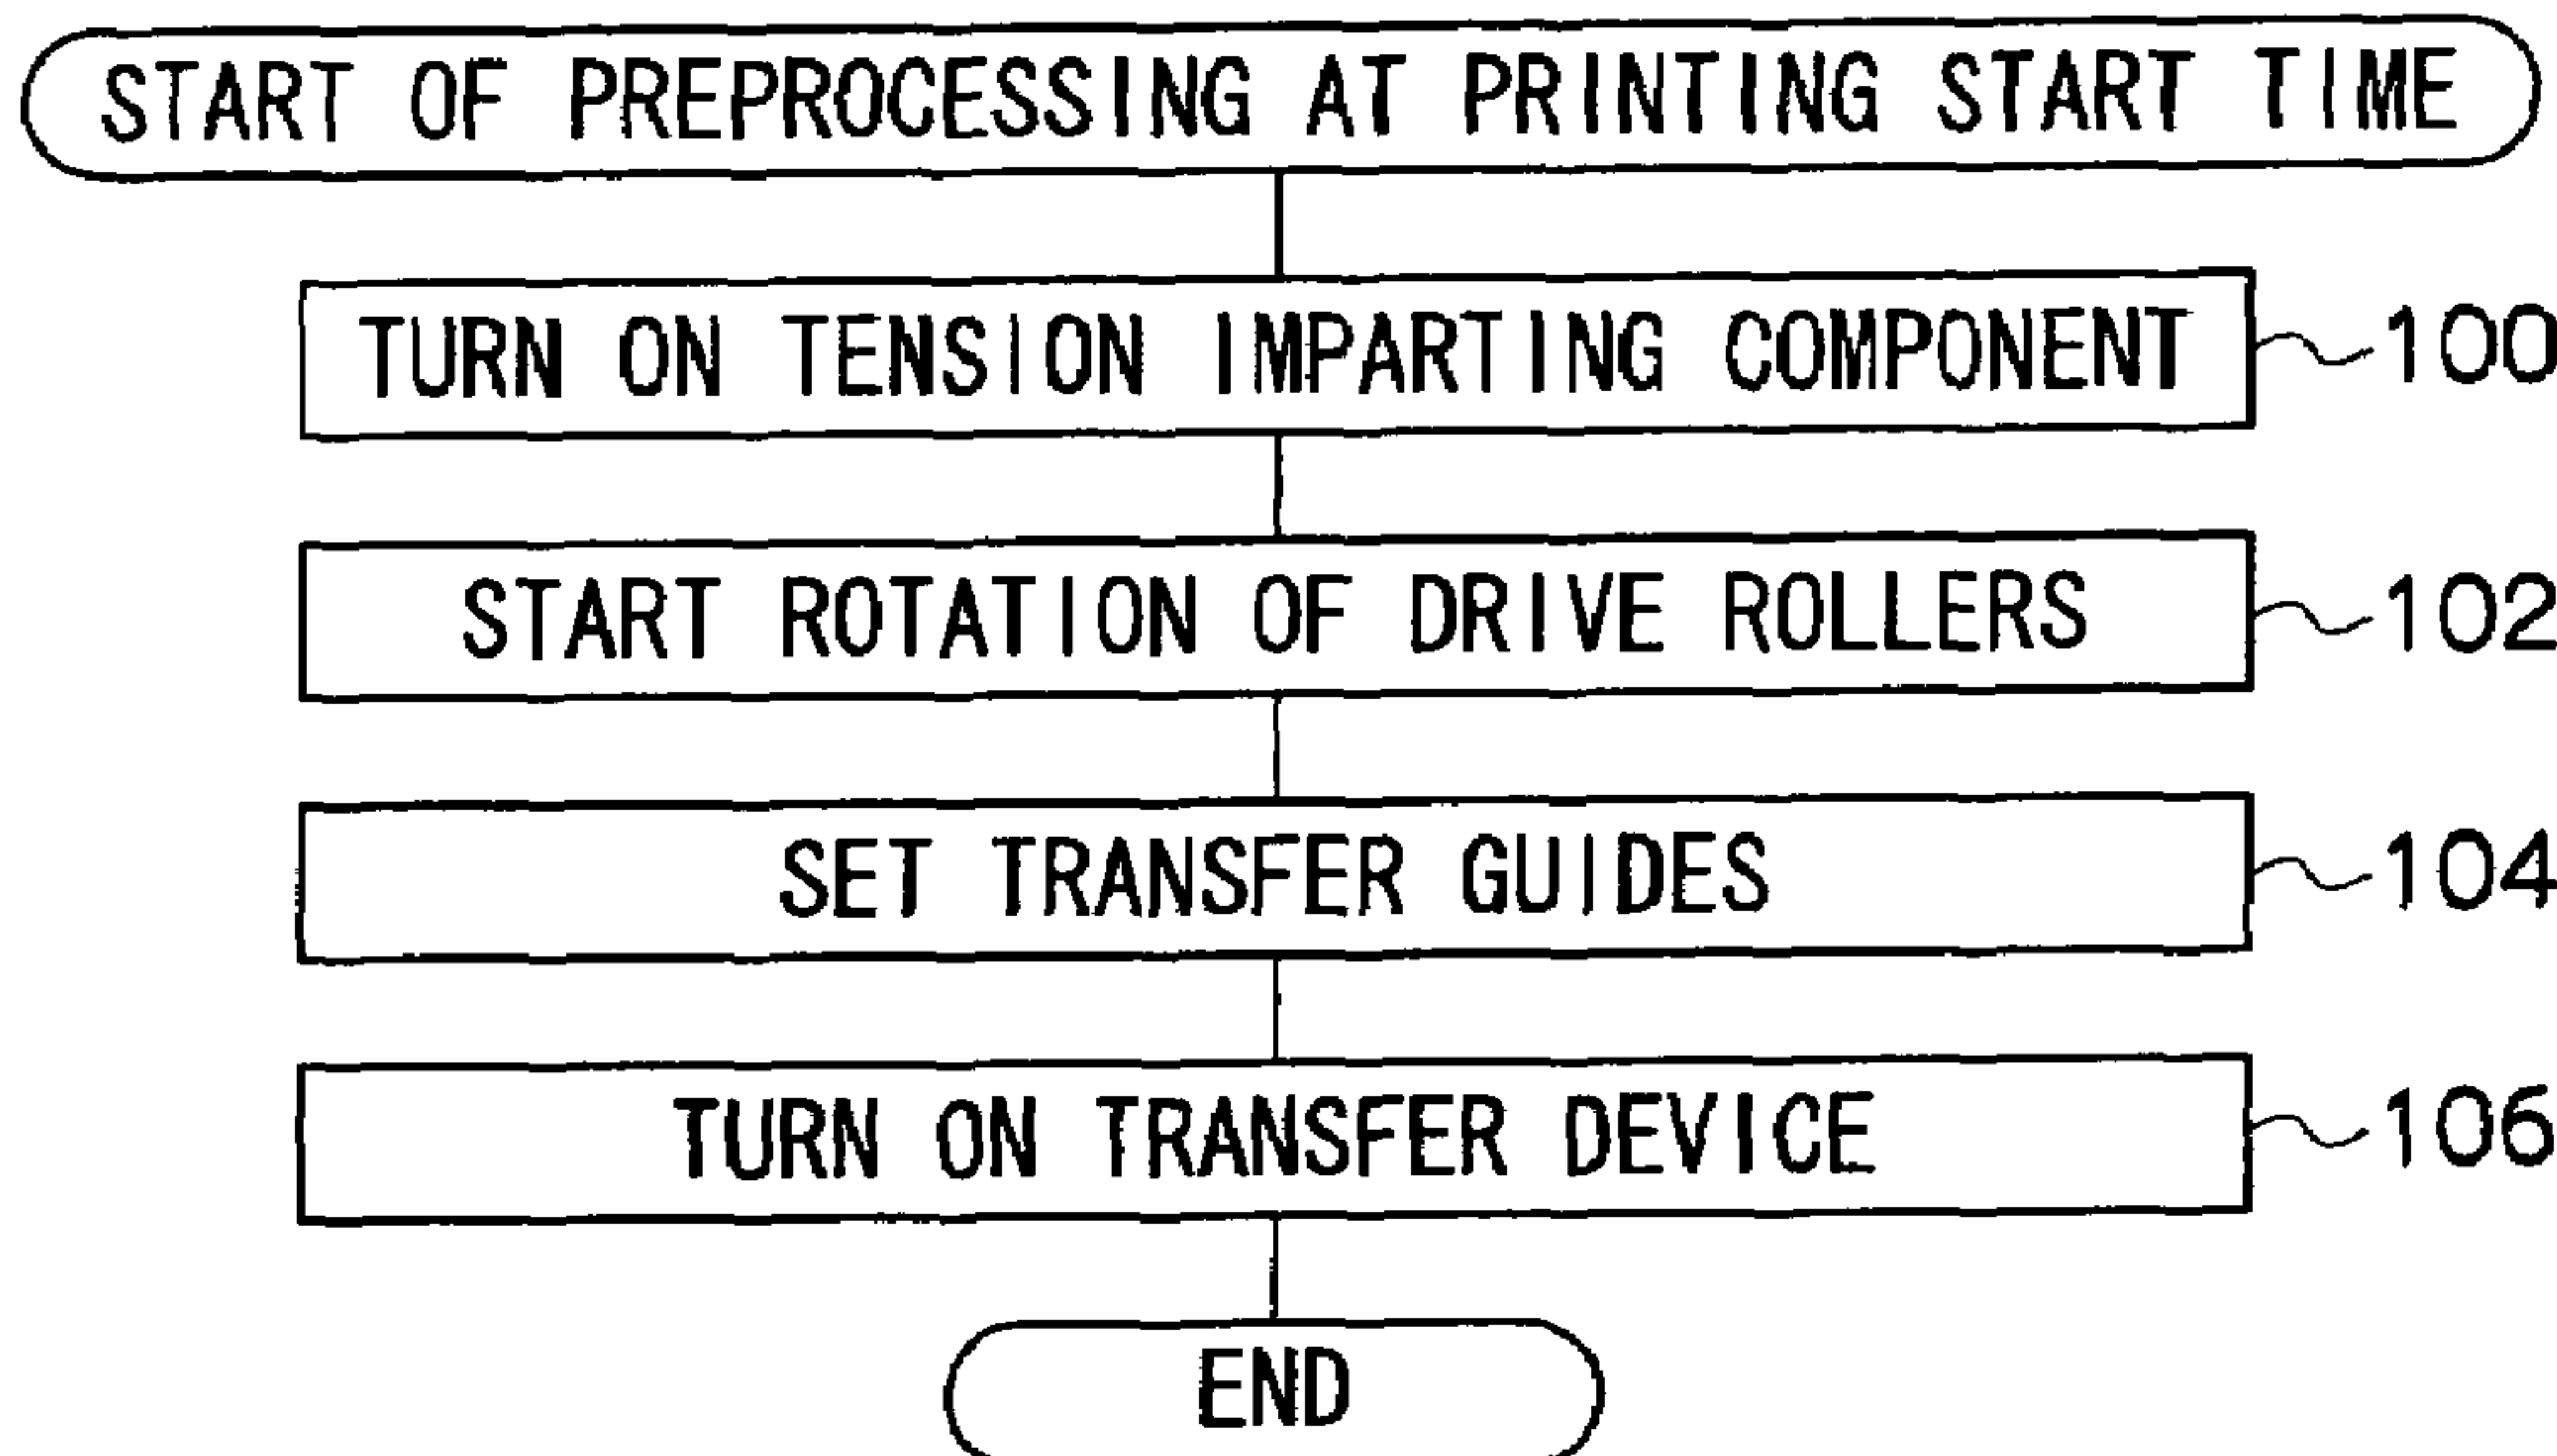 START OF PREPROCESSING AT PRINTING START TIME
TURN ON TENSION IMPARTING COMPONENT 100
START ROTATION OF DRIVE ROLLERS 102
SET TRANSFER GUIDES 104
TURN ON TRANSFER DEVICE 106
END